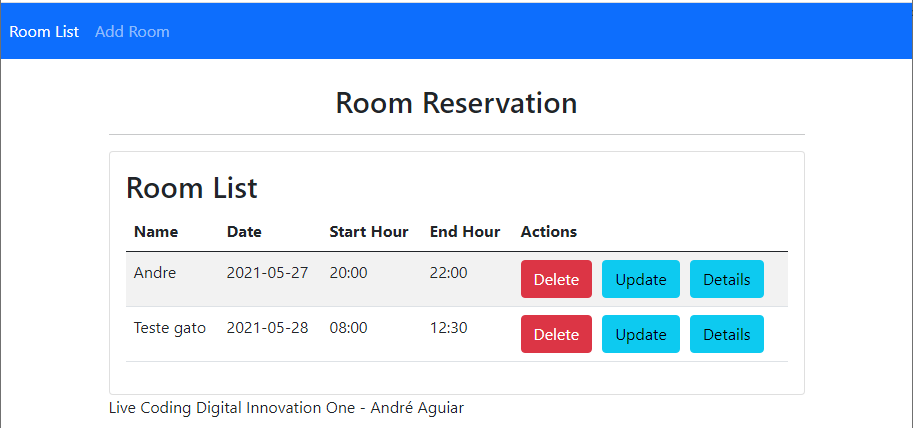 Room List Add Room
Room Reservation
Room List
Name Date Start Hour End Hour Actions
Andre 2021-05-27 20:00 22:00 Delete Update Details
Teste gato 2021-05-28 08:00 12:30 Delete Update Details
Live Coding Digital Innovation One - André Aguiar